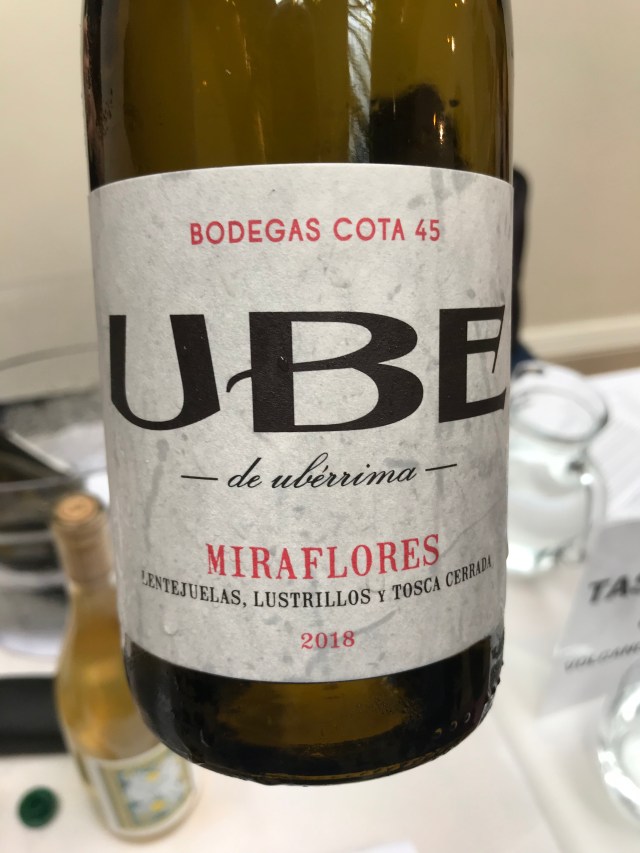 BODEGAS COTA 45
UBE
— de ubérrima —
MIRAFLORES
LENTEJUELAS, LUSTRILLOS Y TOSCA CERRADA
2018